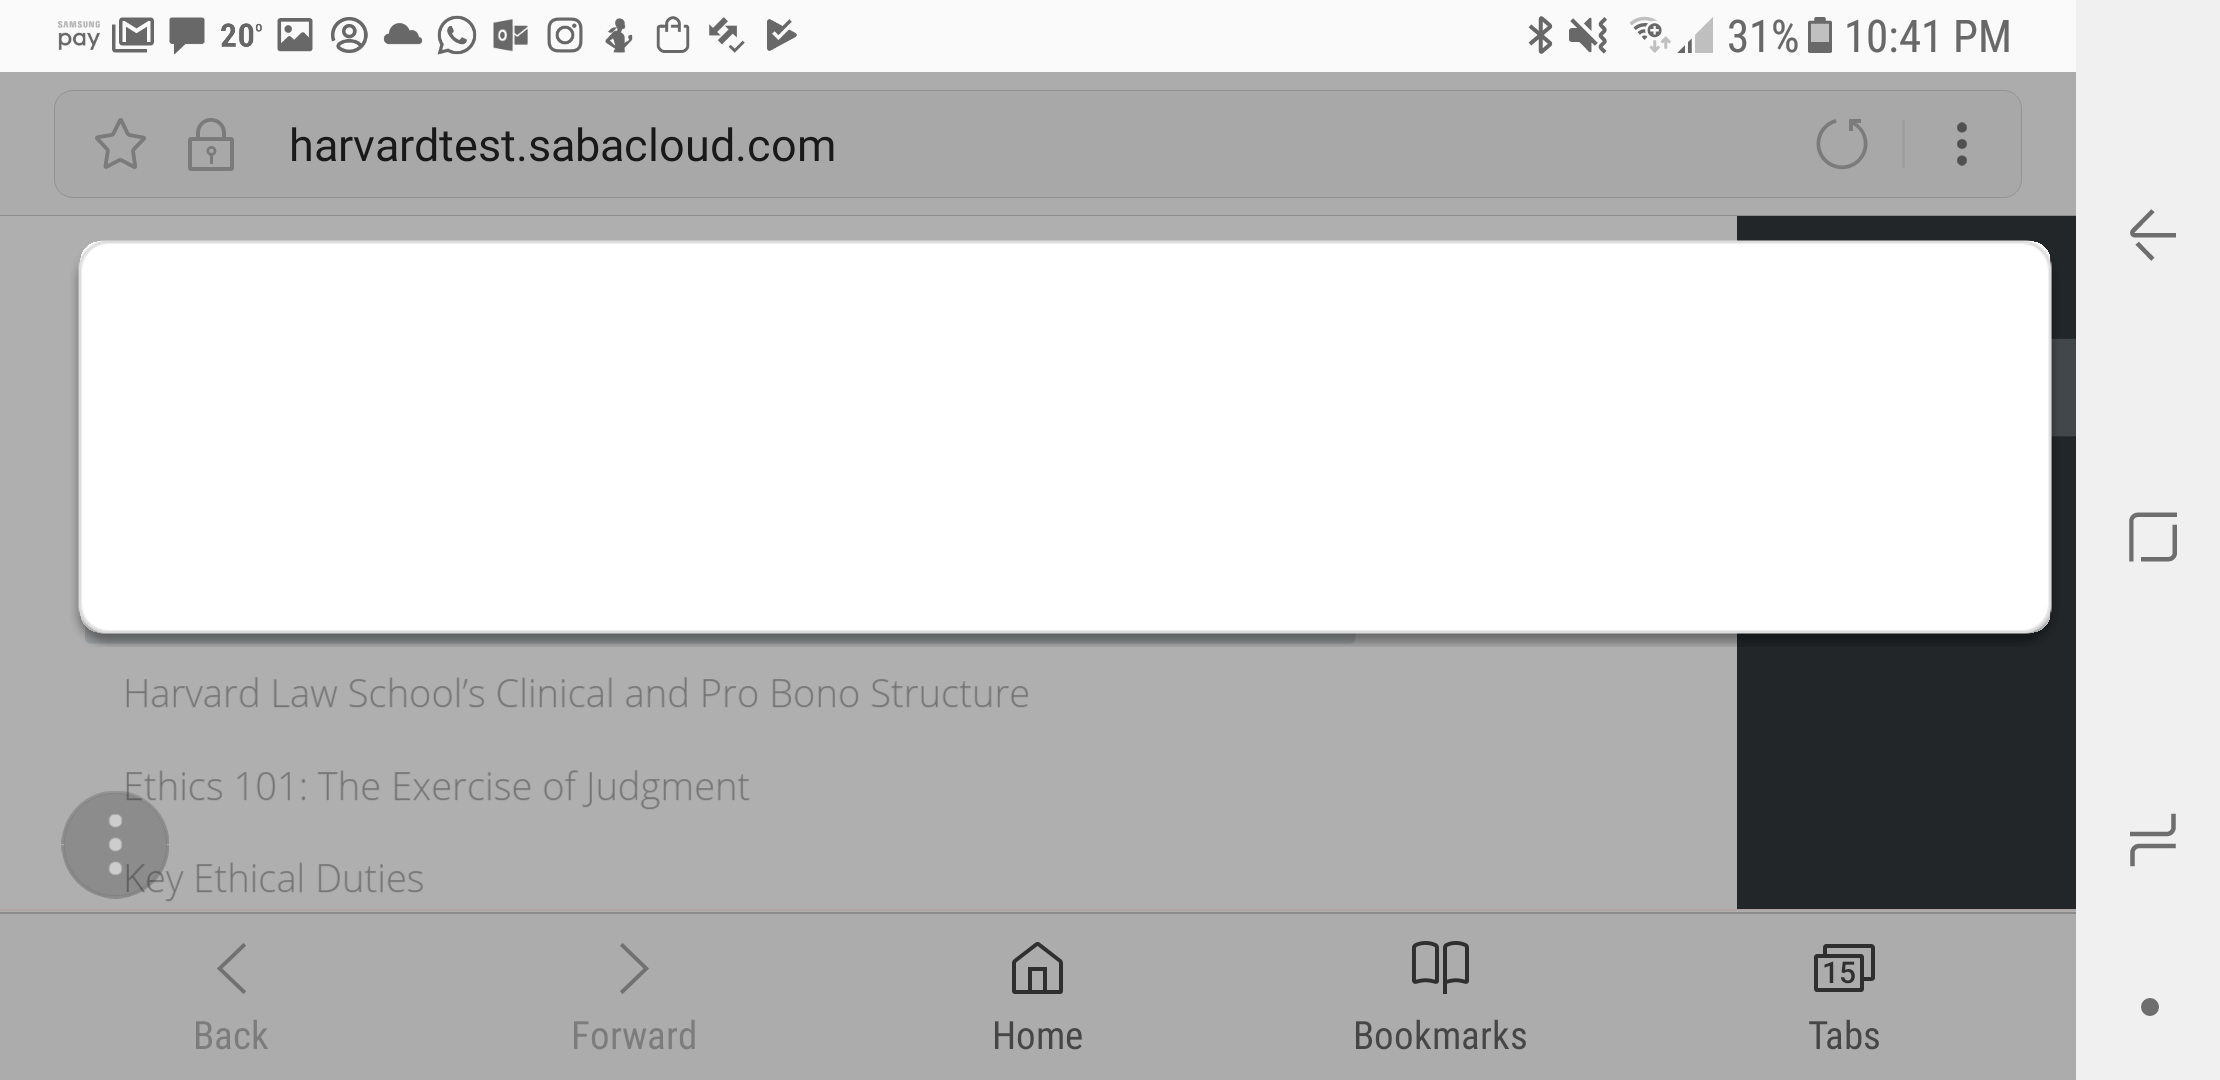 SAMSUNG
pay
20°
31%
10:41 PM
harvardtest.sabacloud.com
Harvard Law School’s Clinical and Pro Bono Structure
Ethics 101: The Exercise of Judgment
Key Ethical Duties
15
Back
Forward
Home
Bookmarks
Tabs